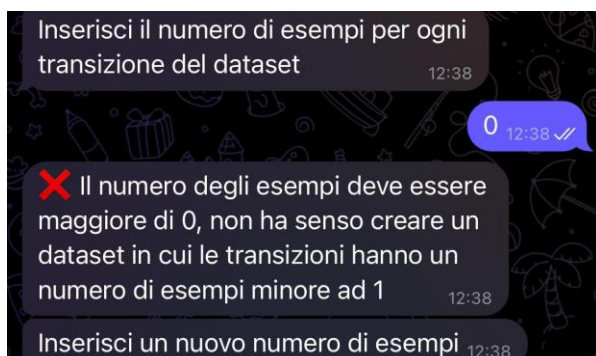 Inserisci il numero di esempi per ogni
transizione del dataset
12:38
0 12:38
❌ Il numero degli esempi deve essere
maggiore di 0, non ha senso creare un
dataset in cui le transizioni hanno un
numero di esempi minore ad 1
12:38
Inserisci un nuovo numero di esempi 12:38